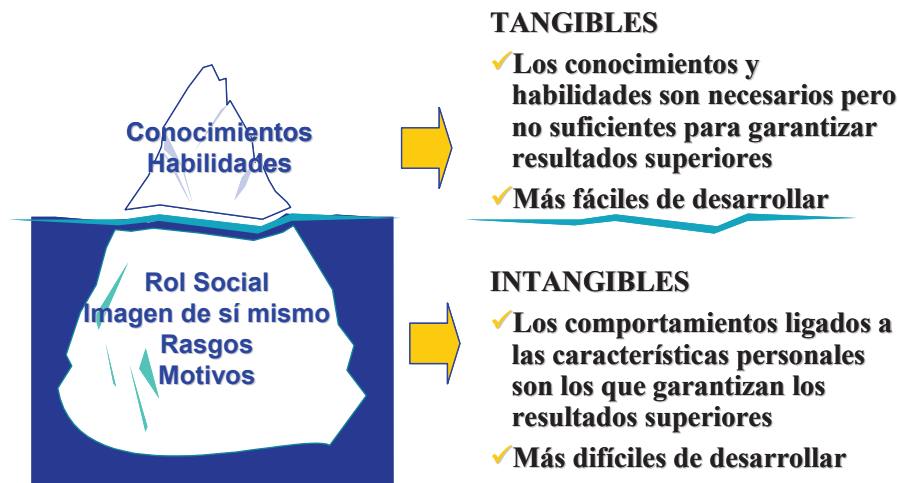 Conocimientos
Habilidades
Rol Social
Imagen de sí mismo
Rasgos
Motivos
TANGIBLES
Los conocimientos y
habilidades son necesarios pero
no suficientes para garantizar
resultados superiores
Más fáciles de desarrollar
INTANGIBLES
Los comportamientos ligados a
las características personales
son los que garantizan los
resultados superiores
Más difíciles de desarrollar